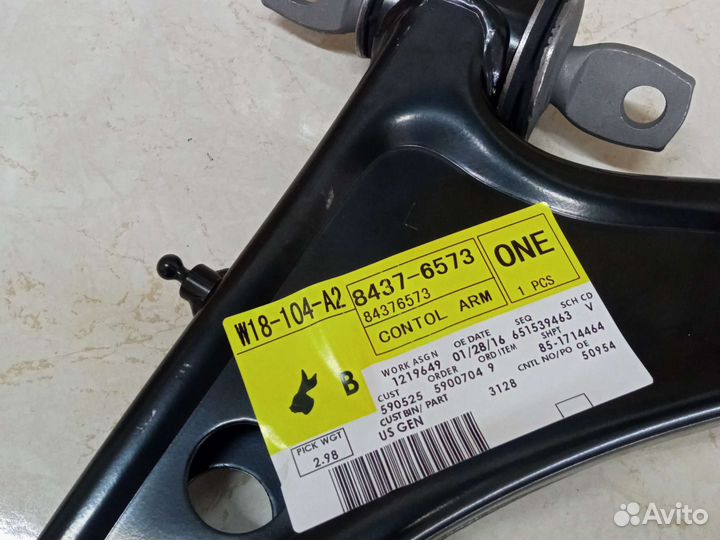 W18-104-A2
8437-6573
84376573
CONTOL ARM
ONE
1 PCS
B
PICK WGT
2.98
WORK ASGN OE DATE SEQ SCH CD
1219649 01/28/16 651539463 V
CUST ORDER ORD ITEM SHPT
590525 5900704 9 85-1714464
CUST BIN/PART CNTL NO/PO OE
US GEN 3128 50954
Avito